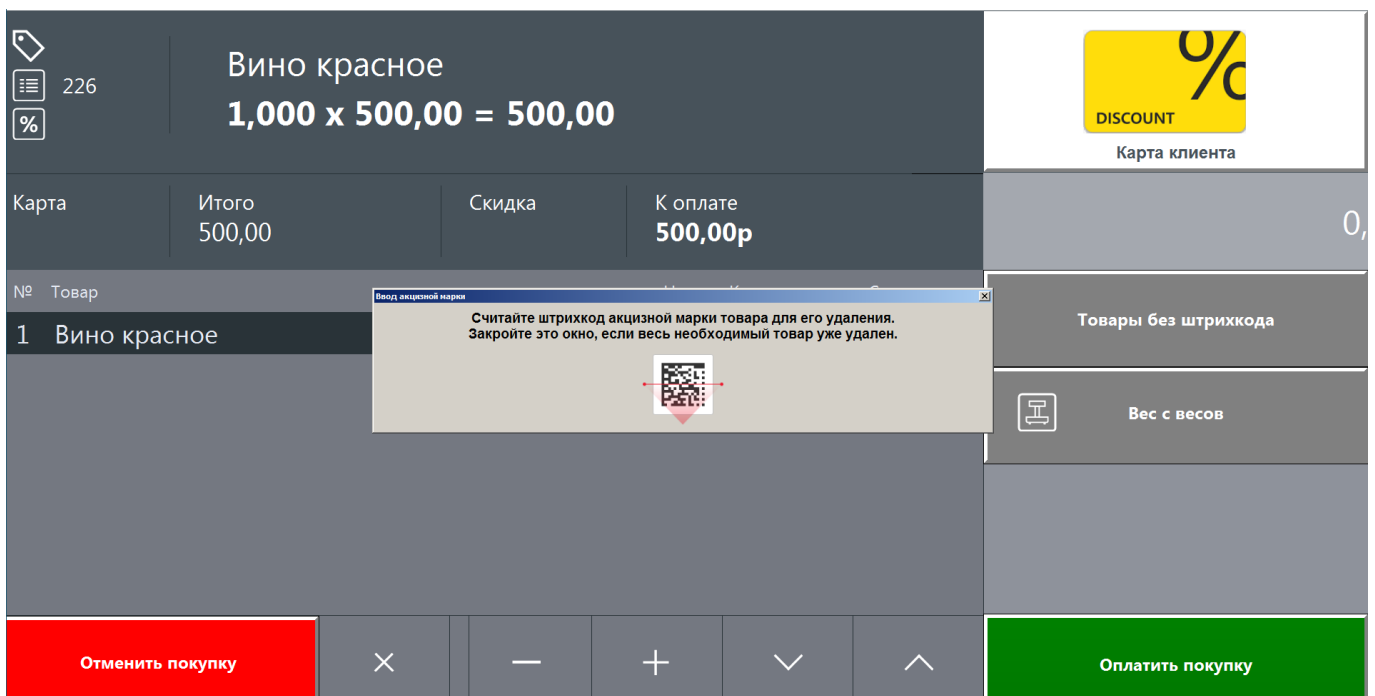 226
Вино красное
1,000 x 500,00 = 500,00
%
DISCOUNT
Карта клиента
Карта
Итого
500,00
Скидка
К оплате
500,00р
0,
№ Товар
1 Вино красное
Ввод акцизной марки
Считайте штрихкод акцизной марки товара для его удаления.
Закройте это окно, если весь необходимый товар уже удален.
Товары без штрихкода
Вес с весов
Отменить покупку
Оплатить покупку